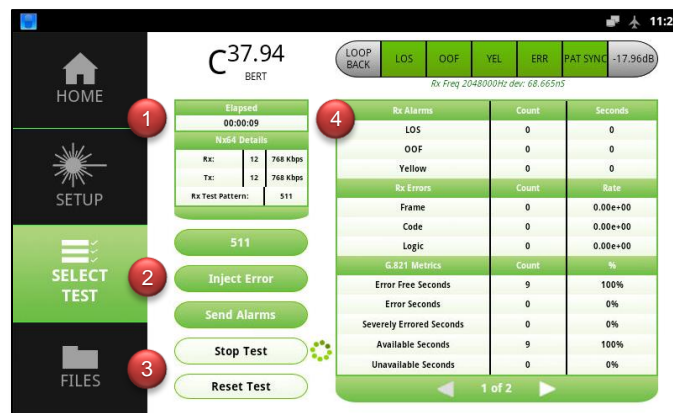 11:2
HOME
SETUP
SELECT
TEST
FILES
1
2
3
4
C37.94
BERT
LOOP
BACK
LOS
OOF
YEL
ERR
PAT SYNC
-17.96dB
Rx Freq 2048000Hz dev: 68.665nS
Elapsed
00:00:09
Nx64 Details
Rx: 12 768 Kbps
Tx: 12 768 Kbps
Rx Test Pattern: 511
511
Inject Error
Send Alarms
Stop Test
Reset Test
Rx Alarms Count Seconds
LOS 0 0
OOF 0 0
Yellow 0 0
Rx Errors Count Rate
Frame 0 0.00e+00
Code 0 0.00e+00
Logic 0 0.00e+00
G.821 Metrics Count %
Error Free Seconds 9 100%
Error Seconds 0 0%
Severely Errored Seconds 0 0%
Available Seconds 9 100%
Unavailable Seconds 0 0%
1 of 2